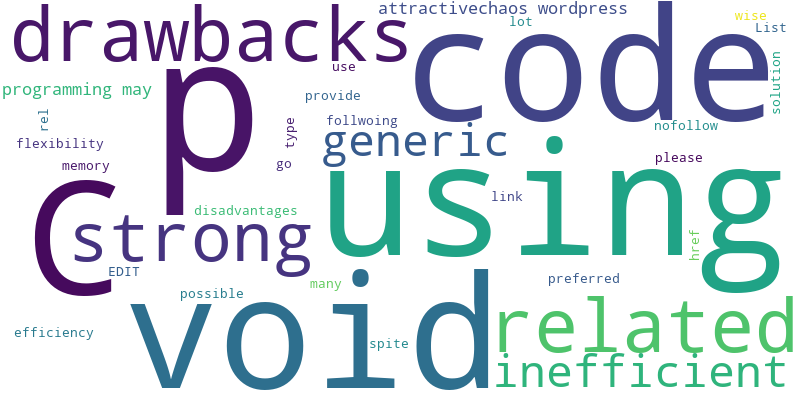 drawbacks
attractivechaos wordpress
code
lot
wise
List
use
p
programming may
provide
solution
rel
type
follwoing
nofollow
flexibility
generic
go
please
memory
C
using
link
disadvantages
strong
href
EDIT
void
many
preferred
possible
related
efficiency
spite
inefficient